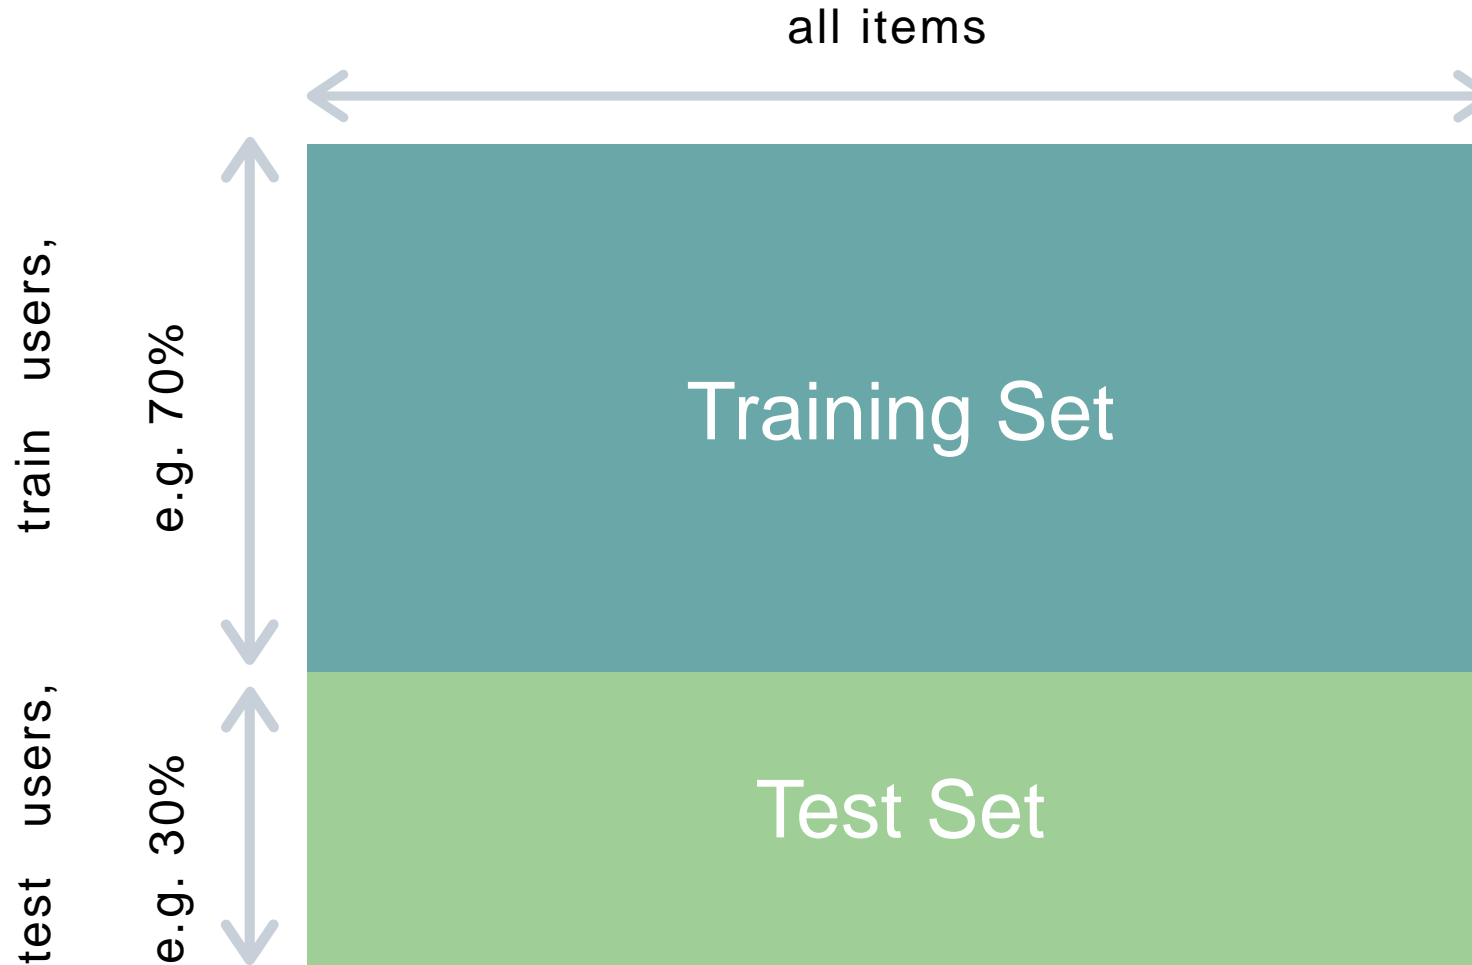 all items
train users,
e.g. 70%
Training Set
test users,
e.g. 30%
Test Set